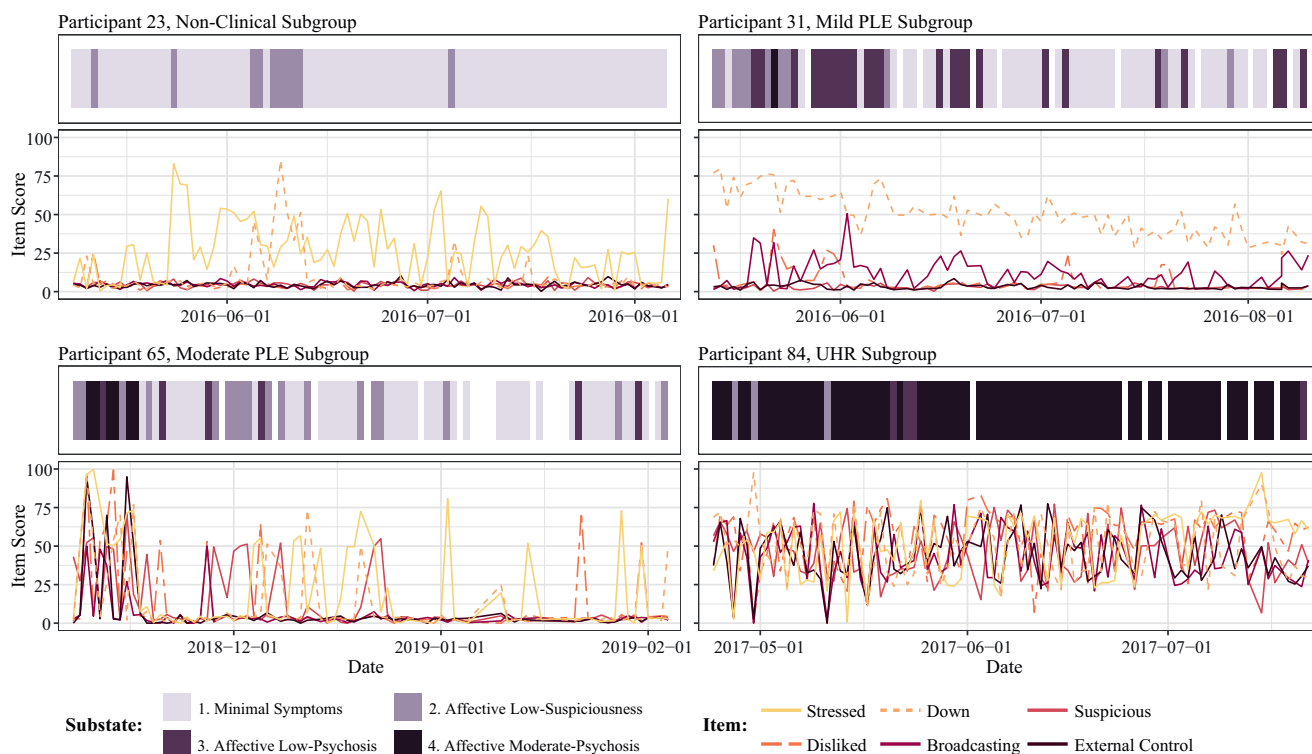 Participant 23, Non-Clinical Subgroup
Participant 31, Mild PLE Subgroup
100
75
50
25
0
Item Score
2016−06−01 2016−07−01 2016−08−01
2016−06−01 2016−07−01 2016−08−01
Participant 65, Moderate PLE Subgroup
Participant 84, UHR Subgroup
100
75
50
25
0
Item Score
2018−12−01 2019−01−01 2019−02−01
2017−05−01 2017−06−01 2017−07−01
Date
Date
Substate:
1. Minimal Symptoms
2. Affective Low-Suspiciousness
3. Affective Low-Psychosis
4. Affective Moderate-Psychosis
Item:
Stressed
Down
Suspicious
Disliked
Broadcasting
External Control